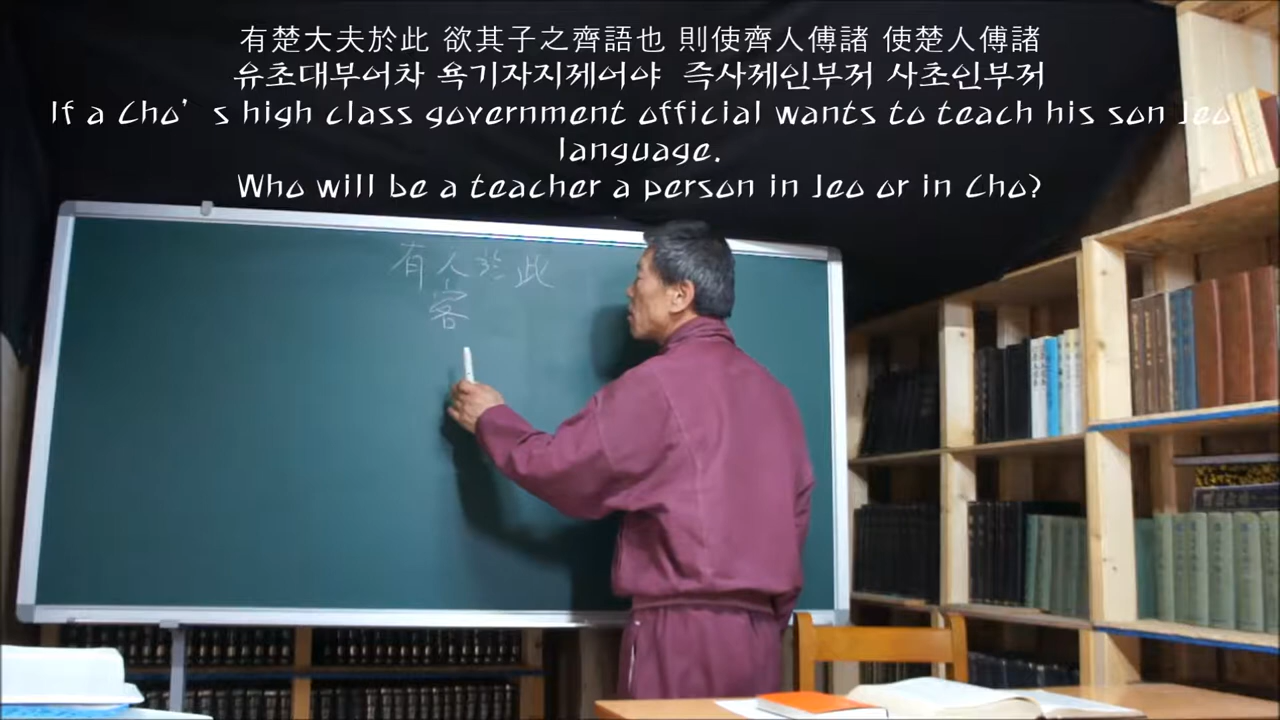 有楚大夫於此 欲其子之齊語也 則使齊人傅諸 使楚人傅諸
유초대부어차 욕기자지제어야 즉사제인부저 사초인부저
If a Cho's high class government official wants to teach his son Jeo
language.
Who will be a teacher a person in Jeo or in Cho?
有人於此
客